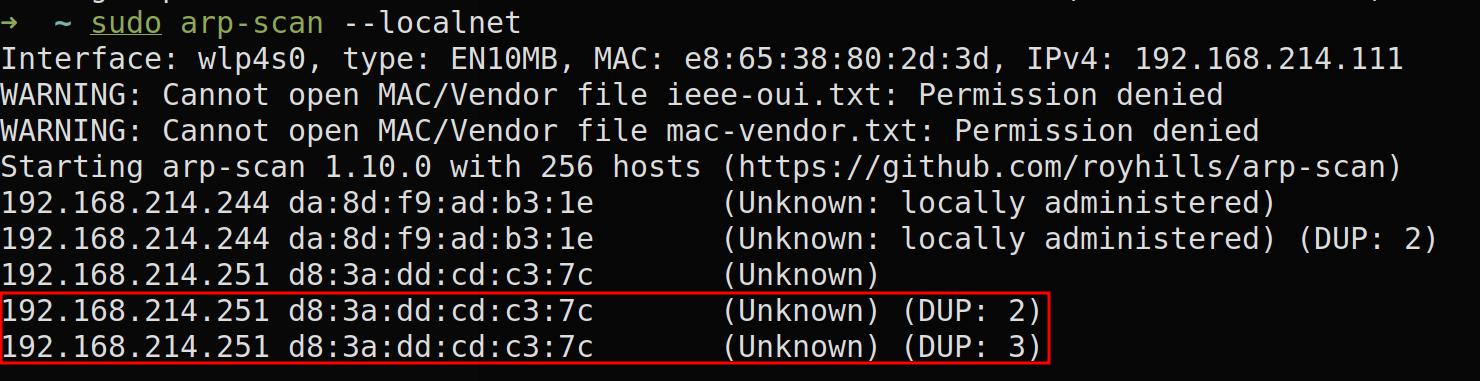 → ~ sudo arp-scan --localnet
Interface: wlp4s0, type: EN10MB, MAC: e8:65:38:80:2d:3d, IPv4: 192.168.214.111
WARNING: Cannot open MAC/Vendor file ieee-oui.txt: Permission denied
WARNING: Cannot open MAC/Vendor file mac-vendor.txt: Permission denied
Starting arp-scan 1.10.0 with 256 hosts (https://github.com/royhills/arp-scan)
192.168.214.244 da:8d:f9:ad:b3:1e (Unknown: locally administered)
192.168.214.244 da:8d:f9:ad:b3:1e (Unknown: locally administered) (DUP: 2)
192.168.214.251 d8:3a:dd:cd:c3:7c (Unknown)
192.168.214.251 d8:3a:dd:cd:c3:7c (Unknown) (DUP: 2)
192.168.214.251 d8:3a:dd:cd:c3:7c (Unknown) (DUP: 3)